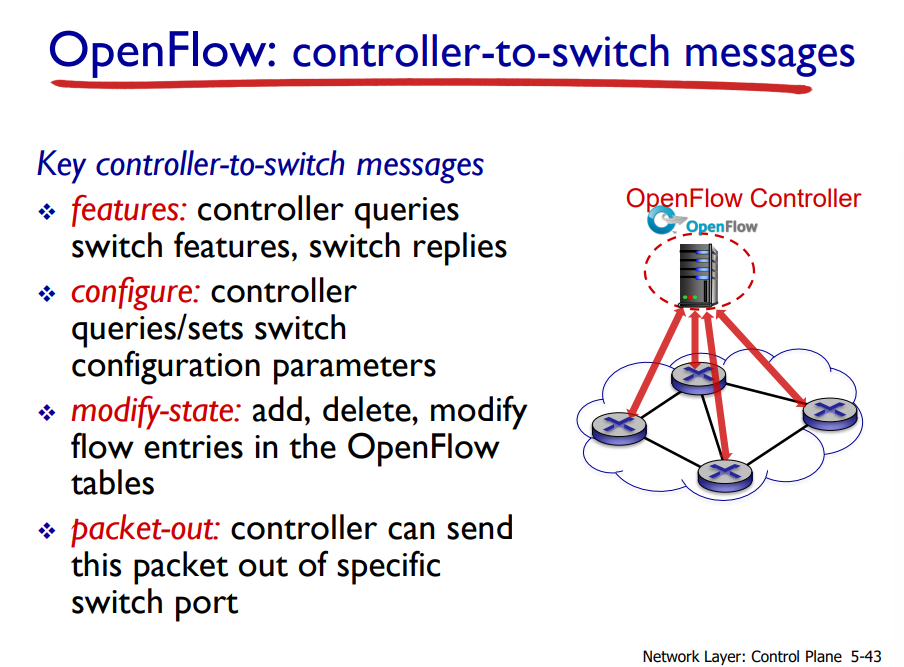 OpenFlow: controller-to-switch messages
Key controller-to-switch messages
features: controller queries
switch features, switch replies
configure: controller
queries/sets switch
configuration parameters
modify-state: add, delete, modify
flow entries in the OpenFlow
tables
packet-out: controller can send
this packet out of specific
switch port
OpenFlow Controller
OpenFlow
Network Layer: Control Plane 5-43